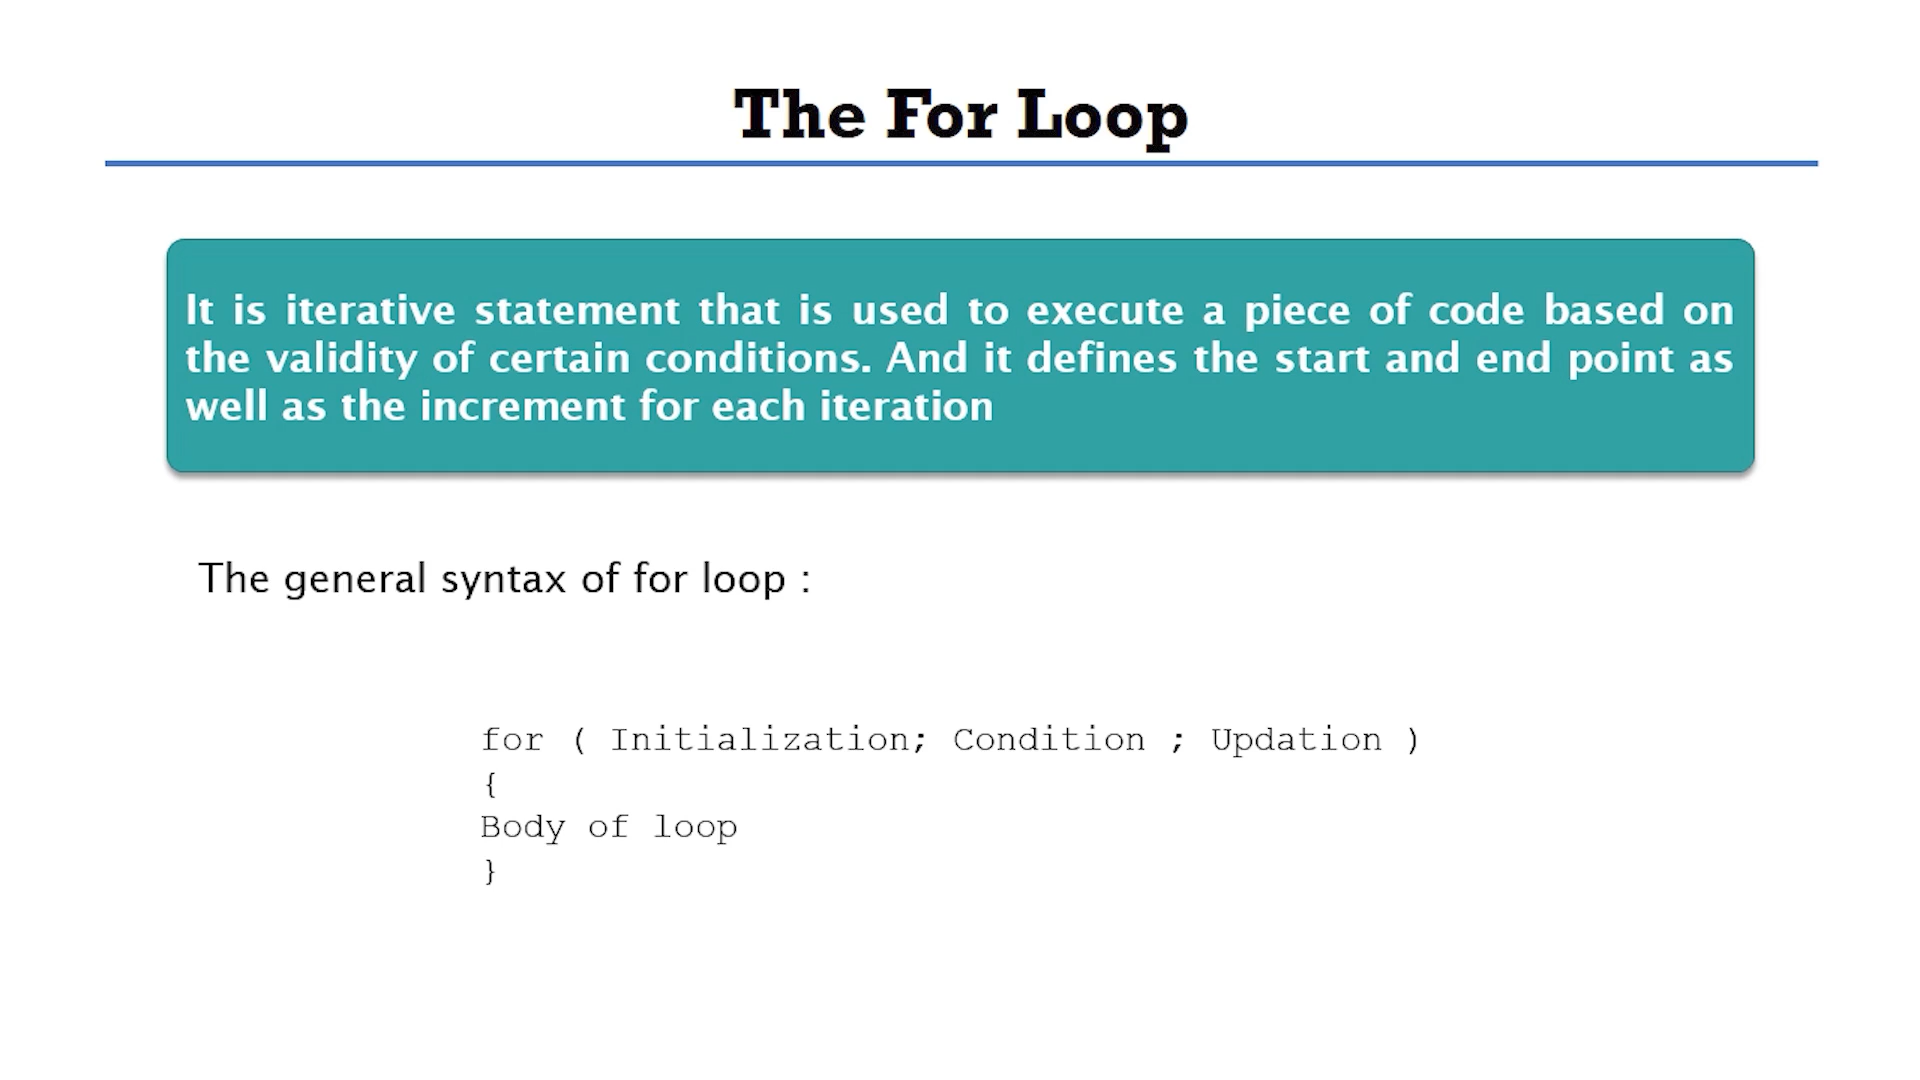 The For Loop
It is iterative statement that is used to execute a piece of code based on
the validity of certain conditions. And it defines the start and end point as
well as the increment for each iteration
The general syntax of for loop :
for ( Initialization; Condition ; Updation )
{
Body of loop
}